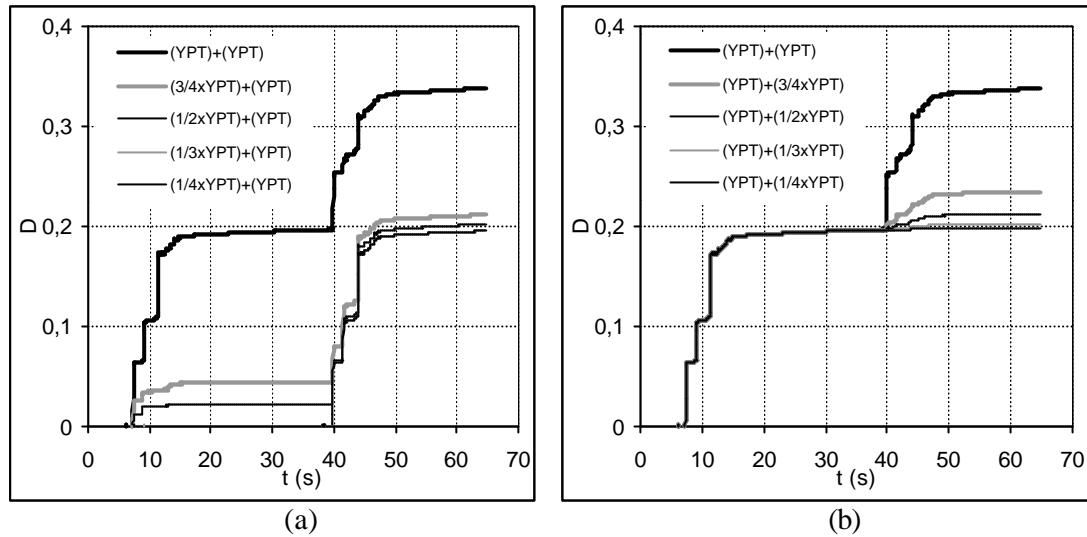 0,4
(YPT)+(YPT)
(3/4xYPT)+(YPT)
(1/2xYPT)+(YPT)
(1/3xYPT)+(YPT)
(1/4xYPT)+(YPT)
0,3
0,2
0,1
0
D
0 10 20 30 40 50 60 70
t (s)
(a)
0,4
(YPT)+(YPT)
(YPT)+(3/4xYPT)
(YPT)+(1/2xYPT)
(YPT)+(1/3xYPT)
(YPT)+(1/4xYPT)
0,3
0,2
0,1
0
D
0 10 20 30 40 50 60 70
t (s)
(b)